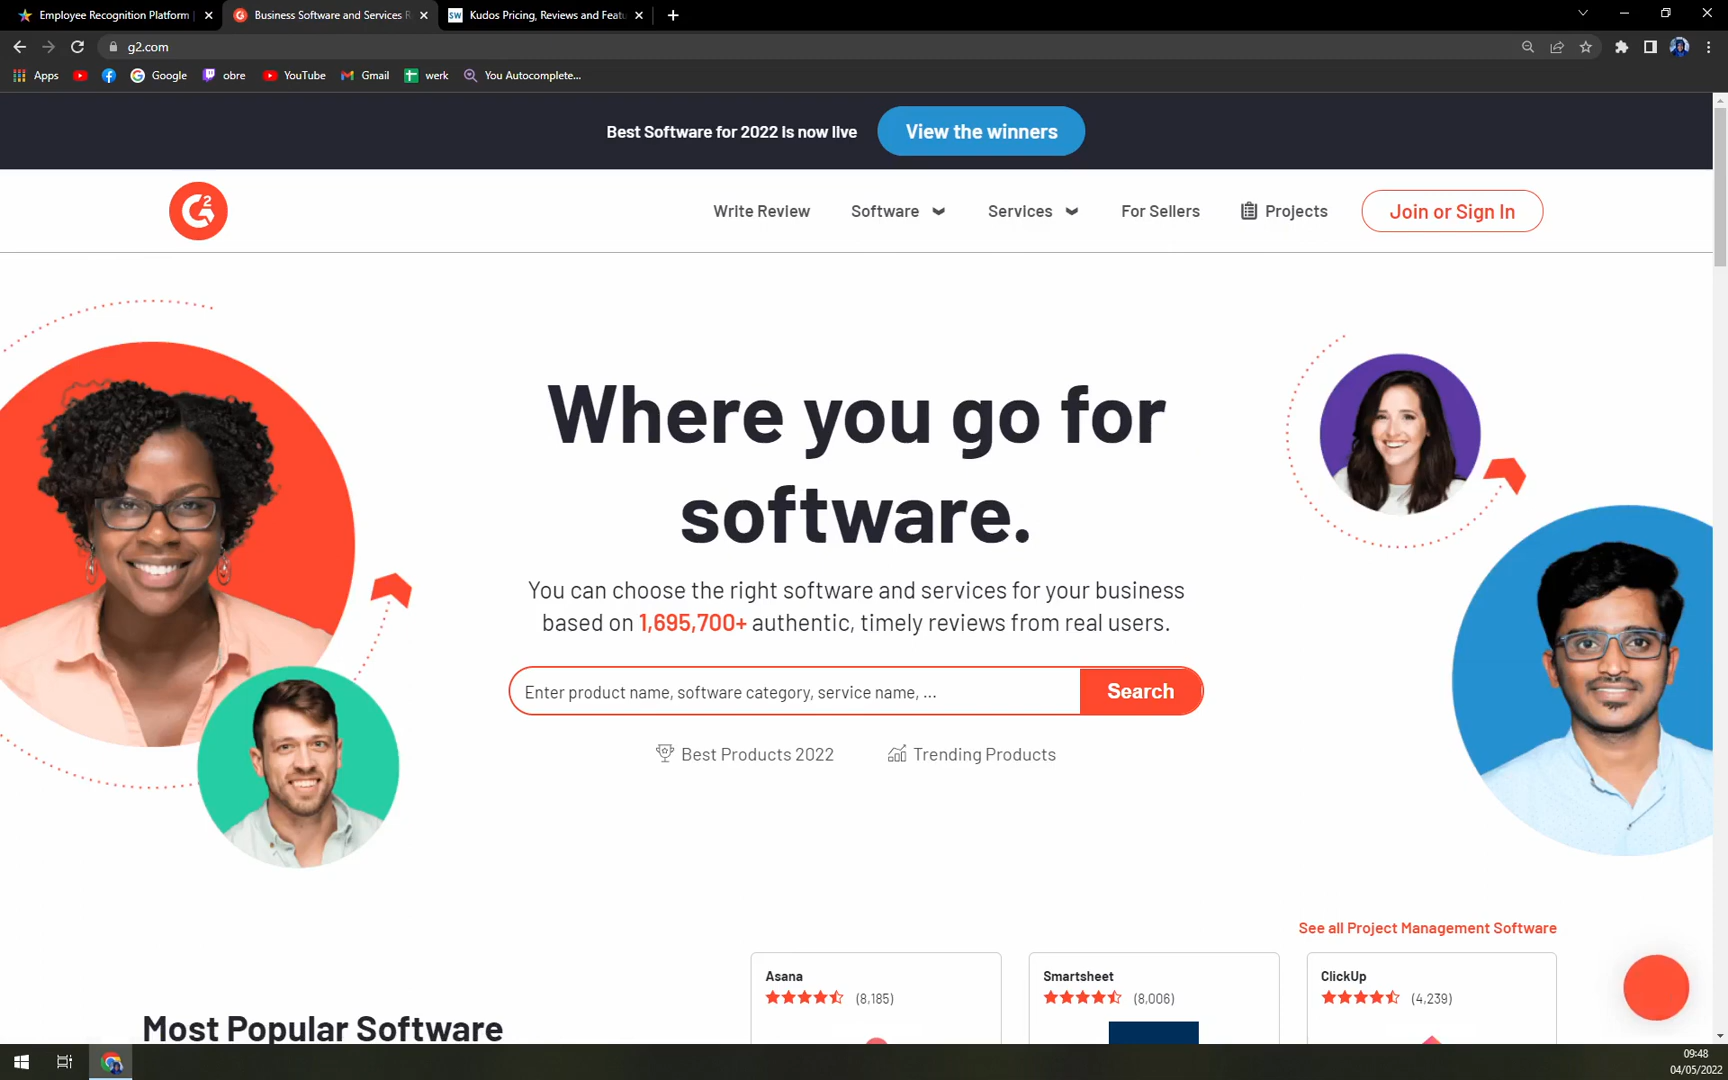 Employee Recognition Platform
Business Software and Services R
Kudos Pricing, Reviews and Featu
g2.com
Apps
Google
obre
YouTube
Gmail
werk
You Autocomplete...
Best Software for 2022 is now live
View the winners
G2
Write Review
Software
Services
For Sellers
Projects
Join or Sign In
Where you go for
software.
You can choose the right software and services for your business
based on 1,695,700+ authentic, timely reviews from real users.
Enter product name, software category, service name, ...
Search
Best Products 2022
Trending Products
See all Project Management Software
Most Popular Software
Asana
(8,185)
Smartsheet
(8,006)
ClickUp
(4,239)
09:48
04/05/2022